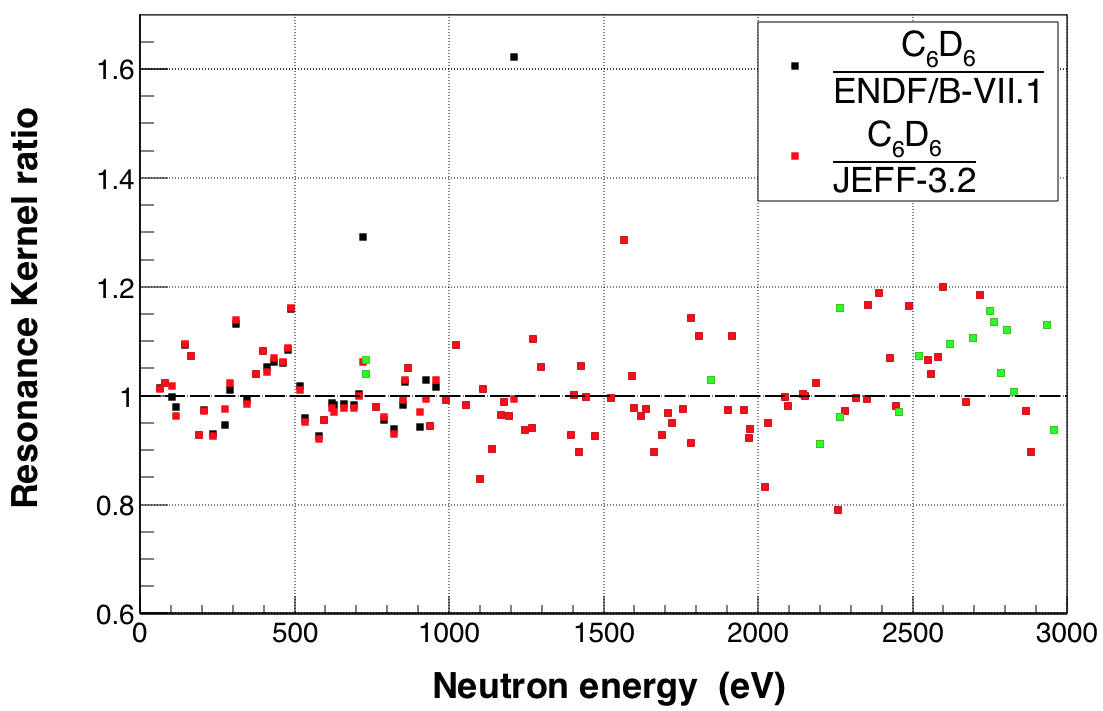 Resonance Kernel ratio
1.6
1.4
1.2
1
0.8
0.6
C6D6
ENDF/B-VII.1
C6D6
JEFF-3.2
0 500 1000 1500 2000 2500 3000
Neutron energy (eV)